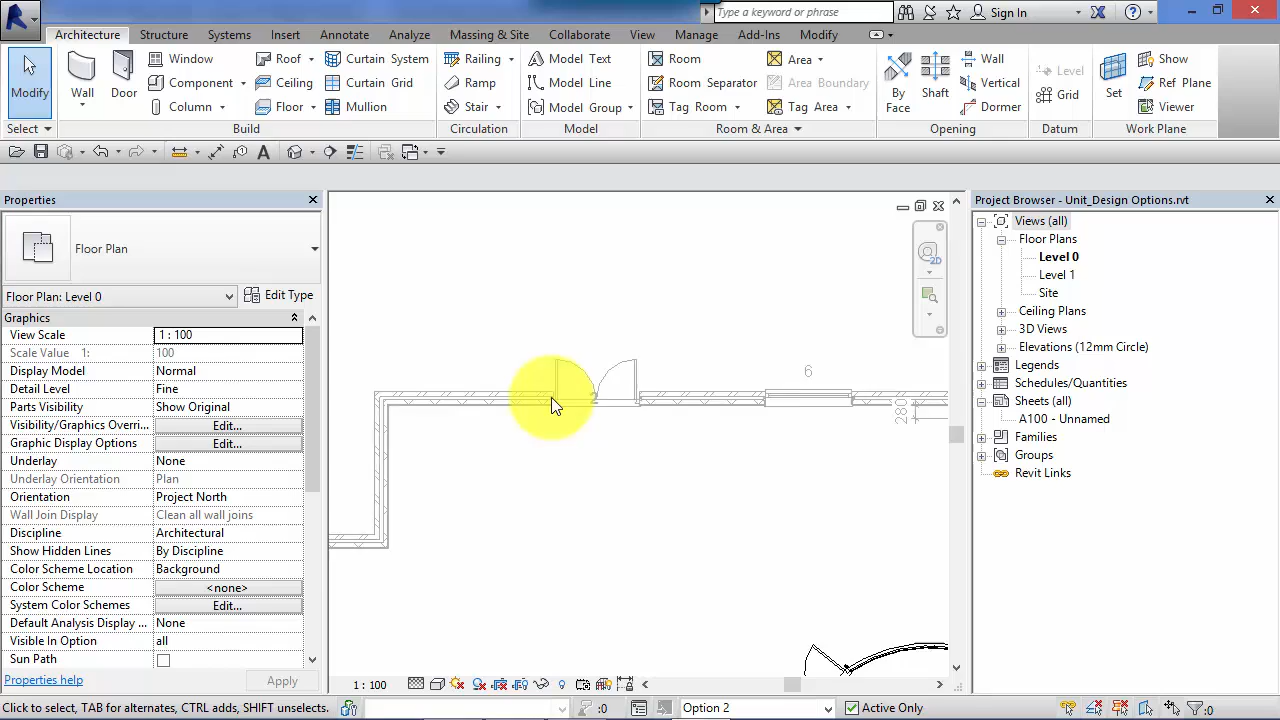 Type a keyword or phrase
Sign In
Architecture Structure Systems Insert Annotate Analyze Massing & Site Collaborate View Manage Add-Ins Modify
Modify
Select
Wall
Door
Window
Component
Column
Roof
Ceiling
Floor
Curtain System
Curtain Grid
Mullion
Build
Railing
Ramp
Stair
Circulation
Model Text
Model Line
Model Group
Model
Room
Room Separator
Tag Room
Area
Area Boundary
Tag Area
Room & Area
By Face
Shaft
Wall
Vertical
Dormer
Opening
Level
Grid
Datum
Set
Show
Ref Plane
Viewer
Work Plane
Properties
Floor Plan
Floor Plan: Level 0
Edit Type
Graphics
View Scale 1 : 100
Scale Value 1: 100
Display Model Normal
Detail Level Fine
Parts Visibility Show Original
Visibility/Graphics Overri... Edit...
Graphic Display Options Edit...
Underlay None
Underlay Orientation Plan
Orientation Project North
Wall Join Display Clean all wall joins
Discipline Architectural
Show Hidden Lines By Discipline
Color Scheme Location Background
Color Scheme <none>
System Color Schemes Edit...
Default Analysis Display ... None
Visible In Option all
Sun Path
Properties help
Apply
2D
6
2
280
1 : 100
Project Browser - Unit_Design Options.rvt
Views (all)
Floor Plans
Level 0
Level 1
Site
Ceiling Plans
3D Views
Elevations (12mm Circle)
Legends
Schedules/Quantities
Sheets (all)
A100 - Unnamed
Families
Groups
Revit Links
Click to select, TAB for alternates, CTRL adds, SHIFT unselects.
:0
Option 2
Active Only
:0